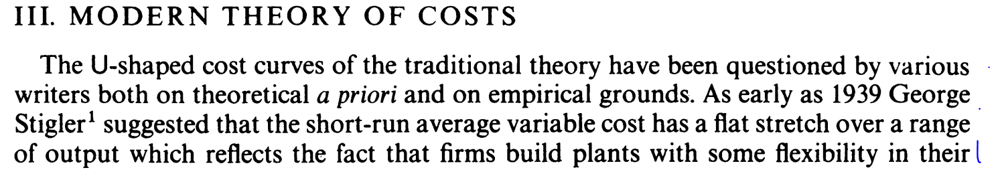 III. MODERN THEORY OF COSTS
The U-shaped cost curves of the traditional theory have been questioned by various
writers both on theoretical a priori and on empirical grounds. As early as 1939 George
Stigler¹ suggested that the short-run average variable cost has a flat stretch over a range
of output which reflects the fact that firms build plants with some flexibility in their